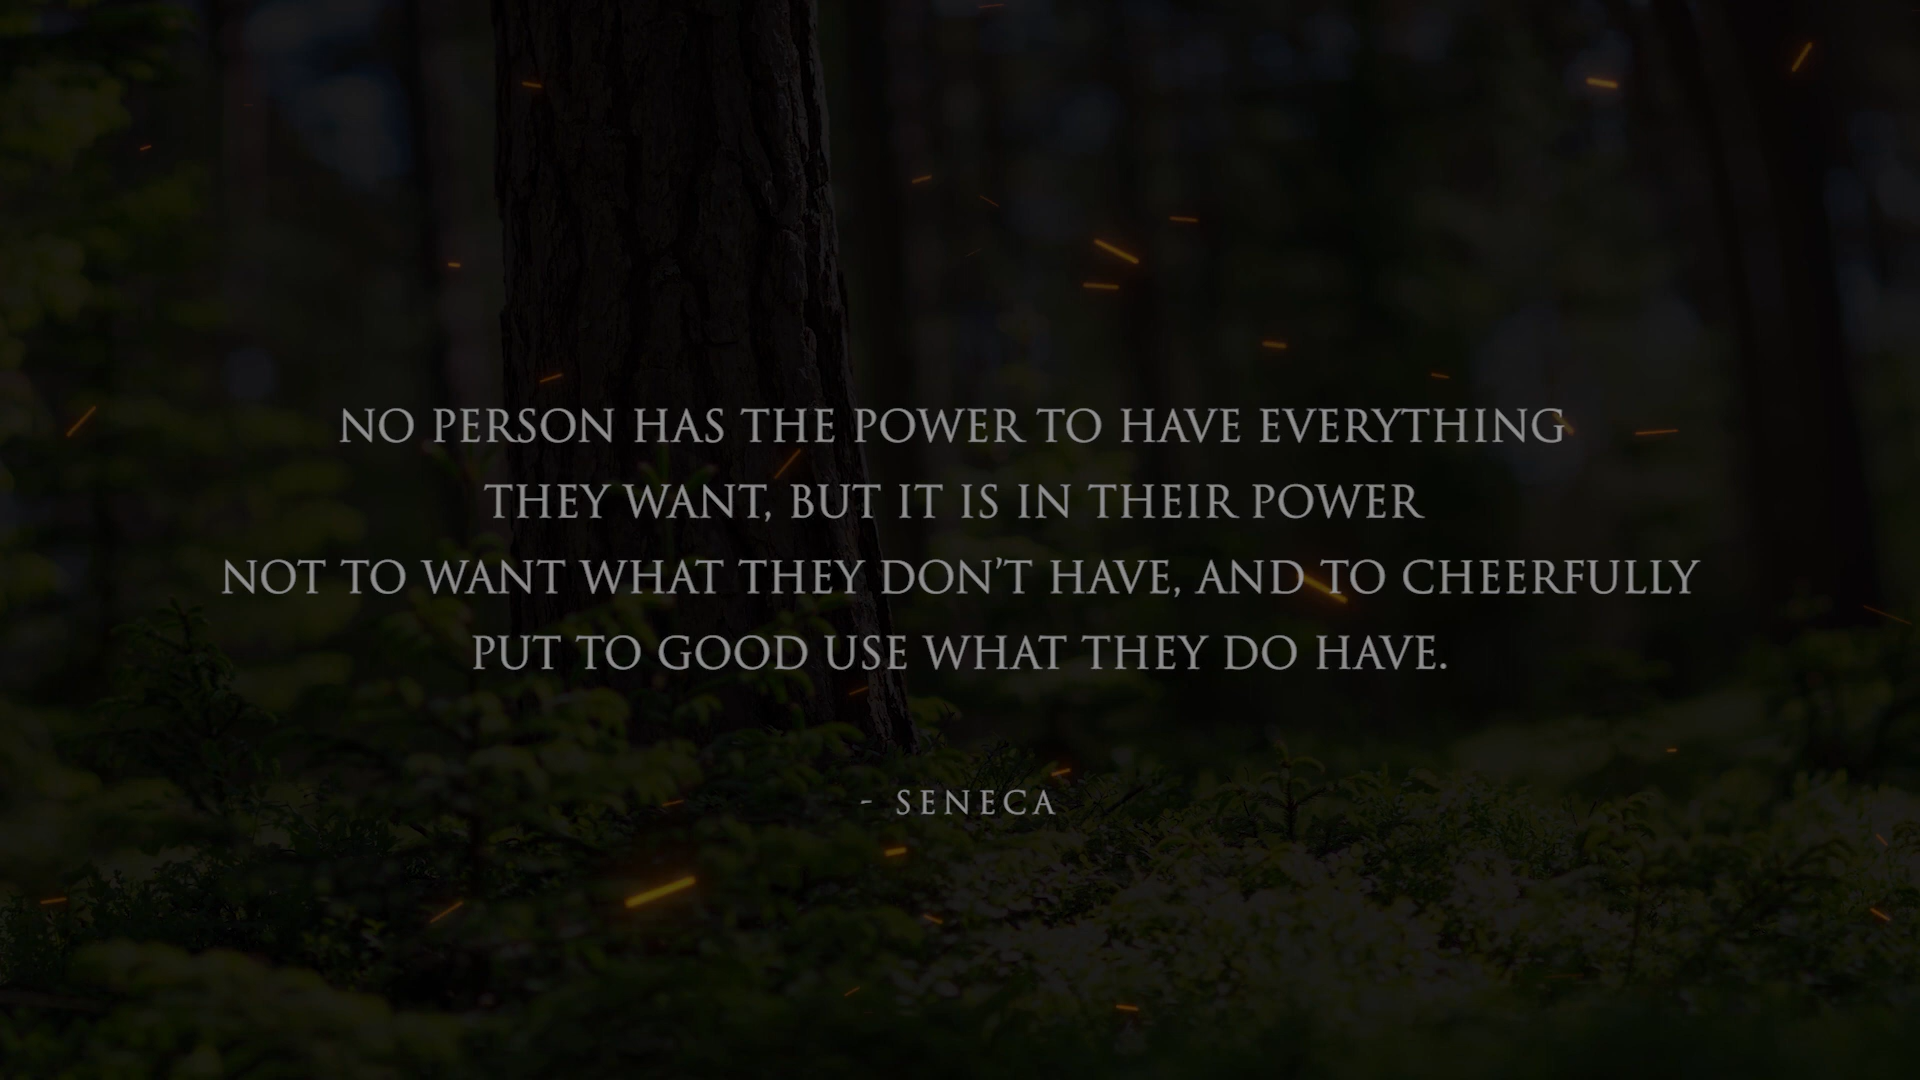 NO PERSON HAS THE POWER TO HAVE EVERYTHING
THEY WANT, BUT IT IS IN THEIR POWER
NOT TO WANT WHAT THEY DON'T HAVE, AND TO CHEERFULLY
PUT TO GOOD USE WHAT THEY DO HAVE.
- SENECA